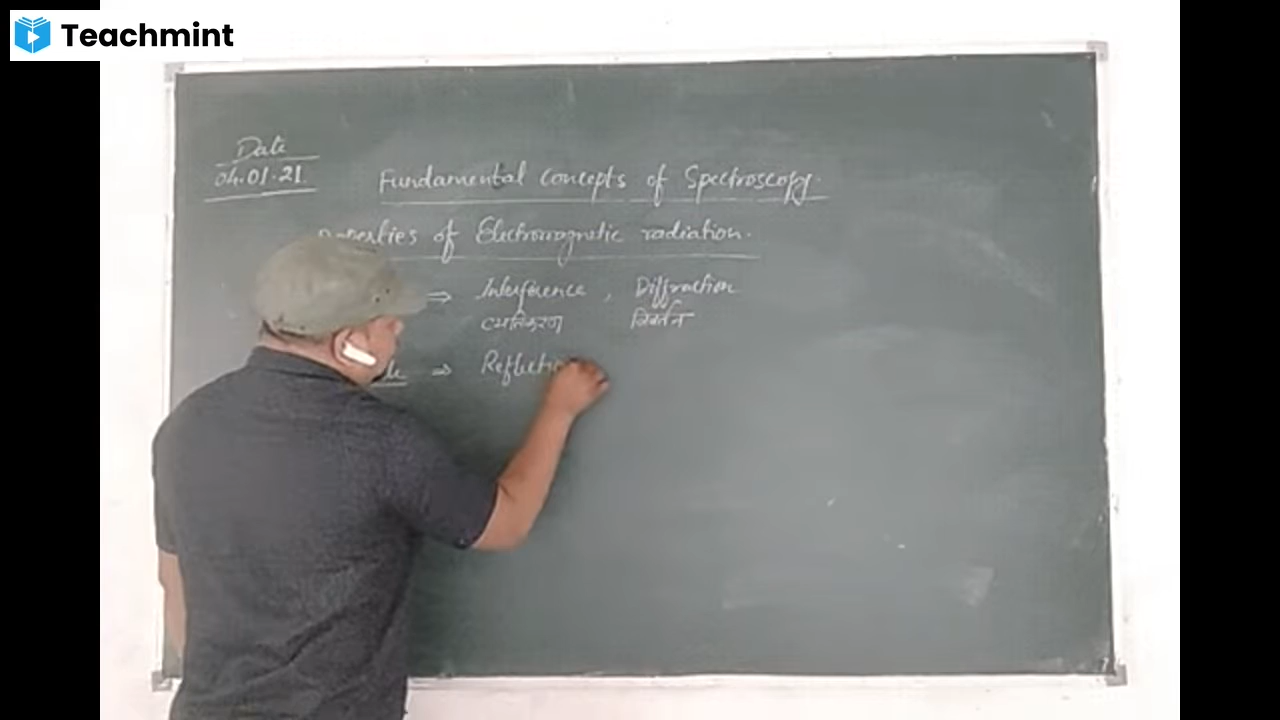 Teachmint
Date
04.01.21.
Fundamental concepts of Spectroscopy.
Properties of Electromagnetic radiation.
⇒ Interference , Diffraction
व्यतिकरण विवर्तन
⇒ Reflectio